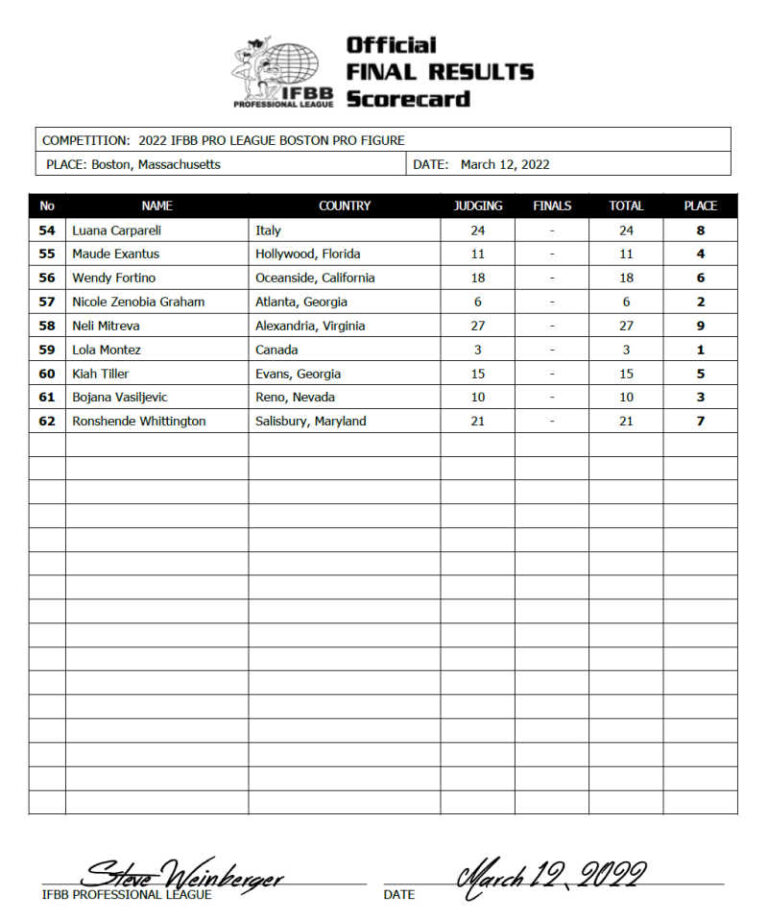 Official
FINAL RESULTS
Scorecard
IFBB
PROFESSIONAL LEAGUE
COMPETITION: 2022 IFBB PRO LEAGUE BOSTON PRO FIGURE
PLACE: Boston, Massachusetts DATE: March 12, 2022
No NAME COUNTRY JUDGING FINALS TOTAL PLACE
54 Luana Carpareli Italy 24 - 24 8
55 Maude Exantus Hollywood, Florida 11 - 11 4
56 Wendy Fortino Oceanside, California 18 - 18 6
57 Nicole Zenobia Graham Atlanta, Georgia 6 - 6 2
58 Neli Mitreva Alexandria, Virginia 27 - 27 9
59 Lola Montez Canada 3 - 3 1
60 Kiah Tiller Evans, Georgia 15 - 15 5
61 Bojana Vasiljevic Reno, Nevada 10 - 10 3
62 Ronshende Whittington Salisbury, Maryland 21 - 21 7
Steve Weinberger March 12, 2022
IFBB PROFESSIONAL LEAGUE DATE